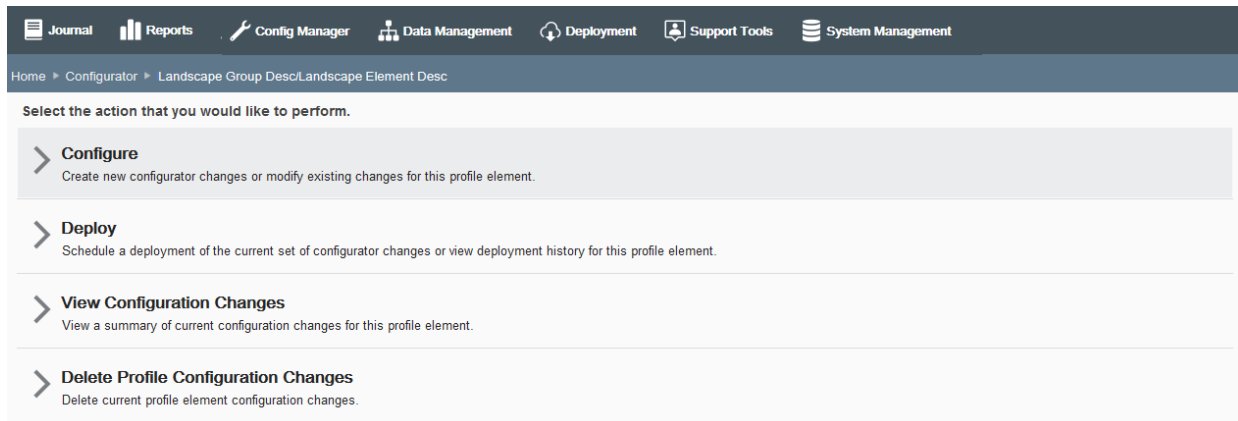 Journal Reports Config Manager Data Management Deployment Support Tools System Management
Home Configurator Landscape Group Desc/Landscape Element Desc
Select the action that you would like to perform.
Configure
Create new configurator changes or modify existing changes for this profile element.
Deploy
Schedule a deployment of the current set of configurator changes or view deployment history for this profile element.
View Configuration Changes
View a summary of current configuration changes for this profile element.
Delete Profile Configuration Changes
Delete current profile element configuration changes.